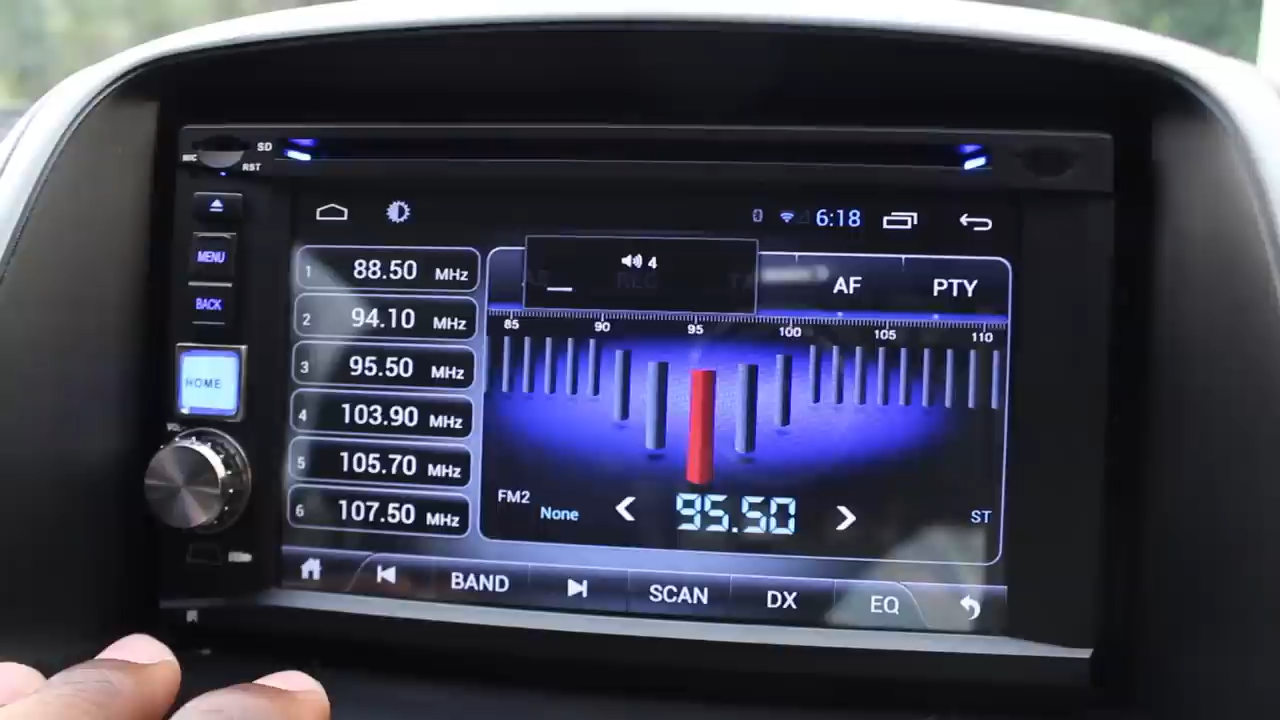 SD
MIC
RST
MENU
BACK
HOME
VOL
6:18
1 88.50 MHz
2 94.10 MHz
3 95.50 MHz
4 103.90 MHz
5 105.70 MHz
6 107.50 MHz
4
REG
AF PTY
85 90 95 100 105 110
FM2
None
95.50
ST
BAND SCAN DX EQ